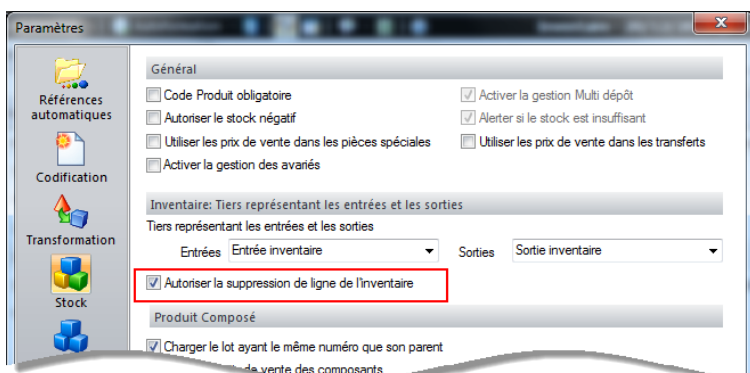 Paramètres
Références
automatiques
Codification
Transformation
Stock
Général
Code Produit obligatoire
Activer la gestion Multi dépôt
Autoriser le stock négatif
Alerter si le stock est insuffisant
Utiliser les prix de vente dans les pièces spéciales
Utiliser les prix de vente dans les transferts
Activer la gestion des avariés
Inventaire: Tiers représentant les entrées et les sorties
Tiers représentant les entrées et les sorties
Entrées Entrée inventaire Sorties Sortie inventaire
Autoriser la suppression de ligne de l'inventaire
Produit Composé
Charger le lot ayant le même numéro que son parent
de vente des composants